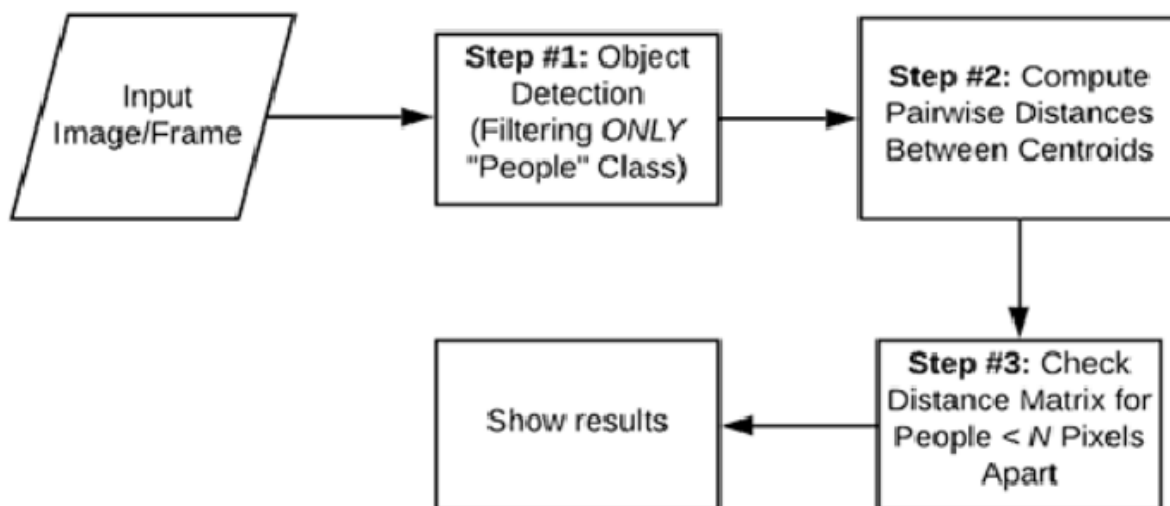 Input
Image/Frame
Step #1: Object
Detection
(Filtering ONLY
"People" Class)
Step #2: Compute
Pairwise Distances
Between Centroids
Step #3: Check
Distance Matrix for
People < N Pixels
Apart
Show results